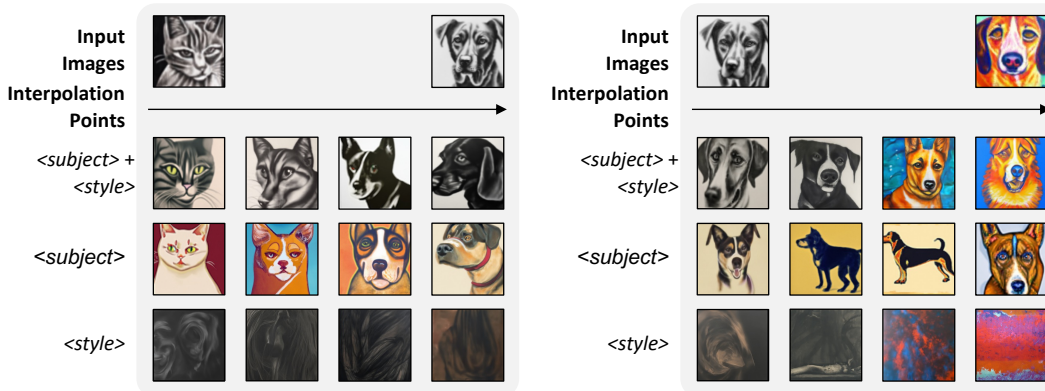 Input
Images
Interpolation
Points
<subject> +
<style>
<subject>
<style>
Input
Images
Interpolation
Points
<subject> +
<style>
<subject>
<style>